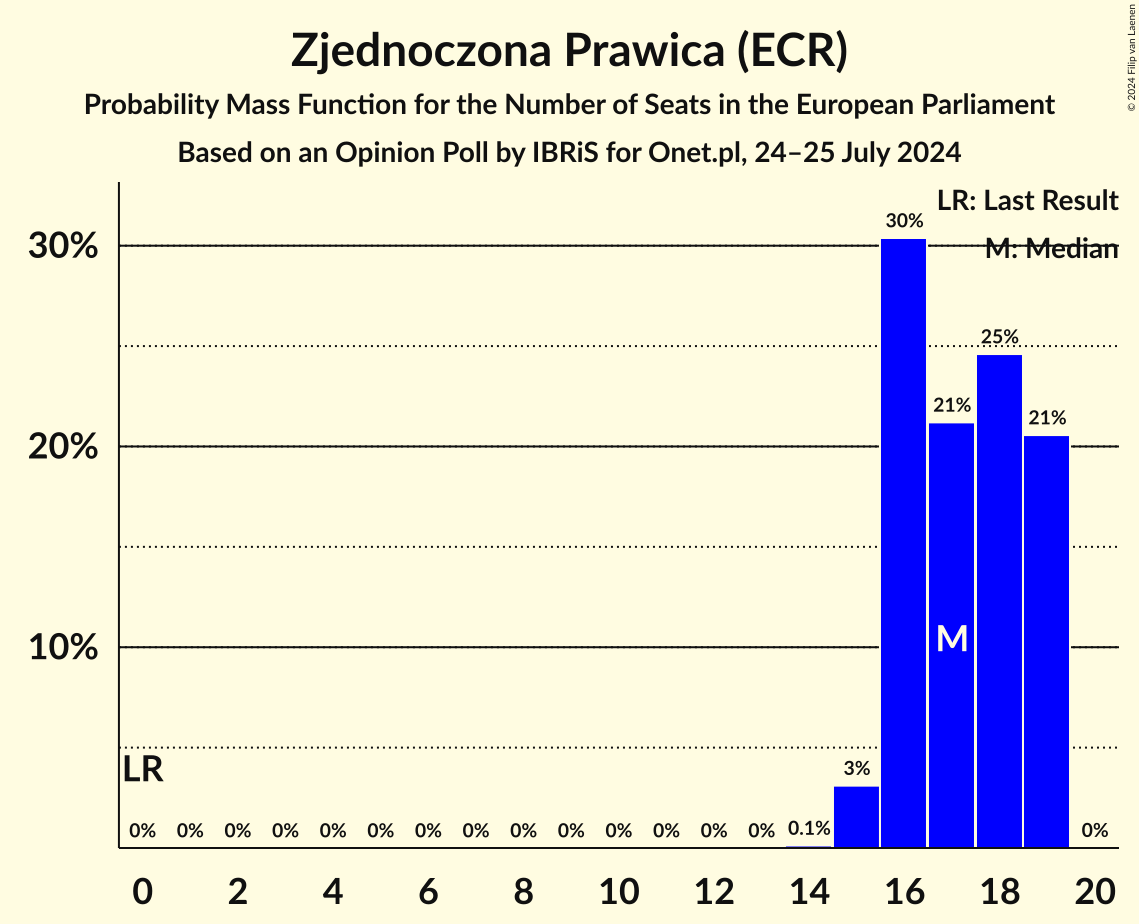 Zjednoczona Prawica (ECR)
Probability Mass Function for the Number of Seats in the European Parliament
Based on an Opinion Poll by IBRiS for Onet.pl, 24–25 July 2024
© 2024 Filip van Laenen
LR: Last Result
M: Median
30%
20%
10%
30%
25%
21%
21%
M
LR
3%
0% 0% 0% 0% 0% 0% 0% 0% 0% 0% 0% 0% 0% 0% 0.1% 0%
0 2 4 6 8 10 12 14 16 18 20